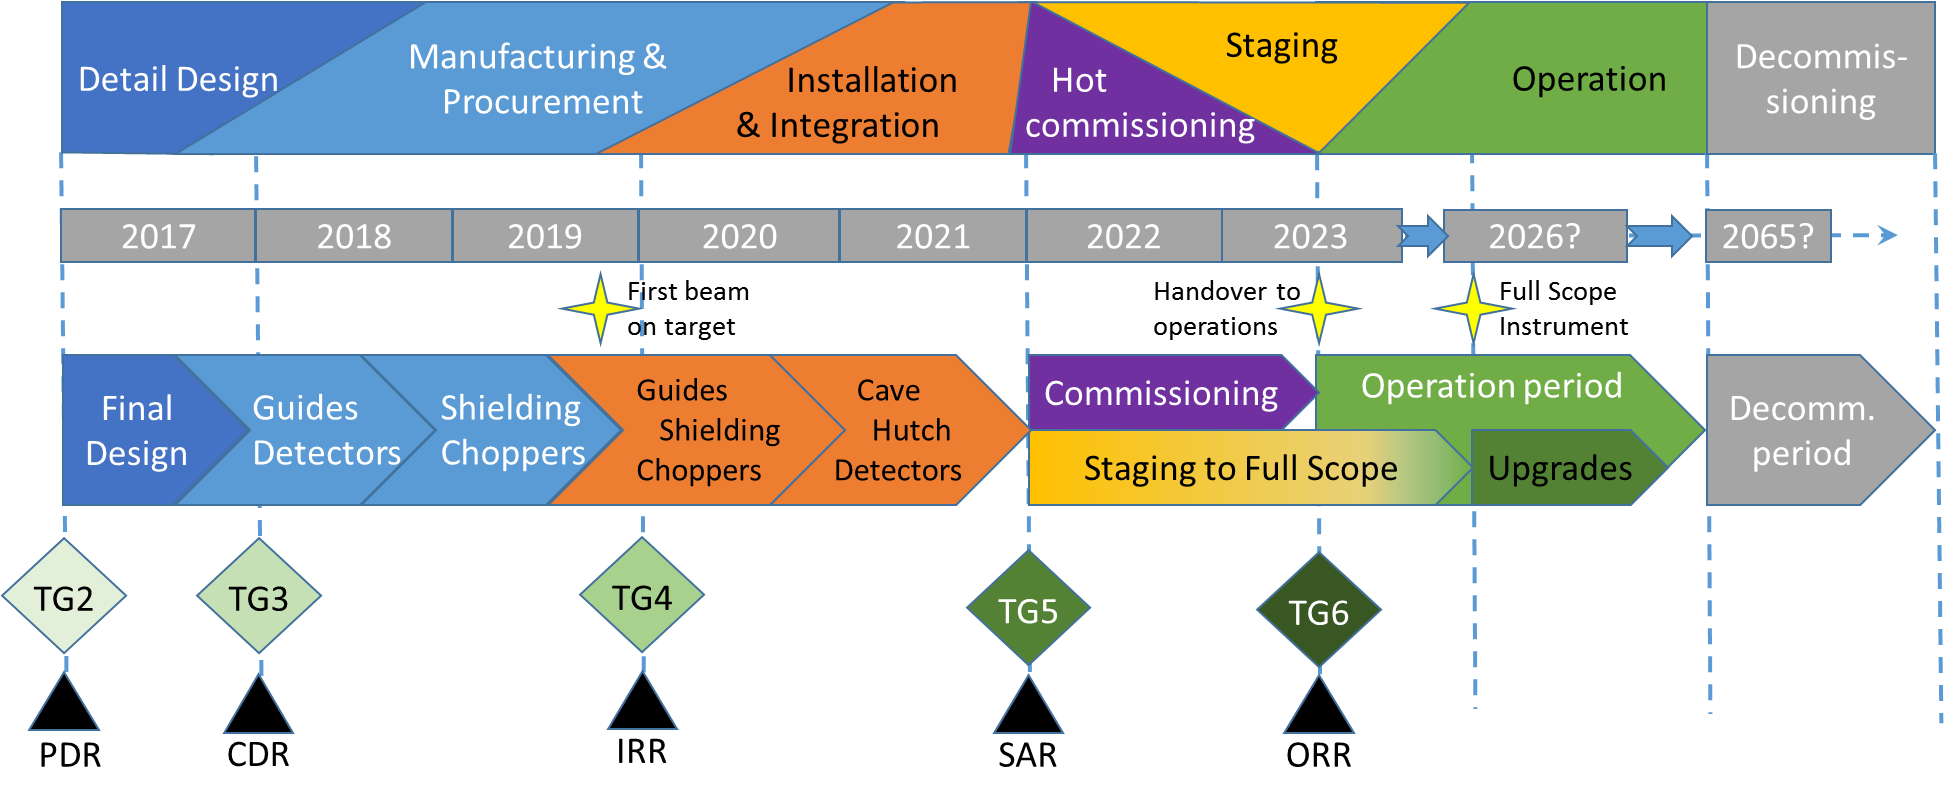 Detail Design
Manufacturing &
Procurement
Installation
& Integration
Hot
commissioning
Staging
Operation
Decommis-
sioning
2017
2018
2019
2020
2021
2022
2023
2026?
2065?
First beam
on target
Handover to
operations
Full Scope
Instrument
Final
Design
Guides
Detectors
Shielding
Choppers
Guides
Shielding
Choppers
Cave
Hutch
Detectors
Commissioning
Operation period
Staging to Full Scope
Upgrades
Decomm.
period
TG2
TG3
TG4
TG5
TG6
PDR
CDR
IRR
SAR
ORR